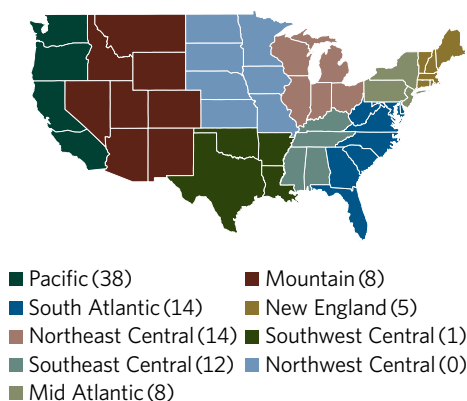 Pacific (38)
South Atlantic (14)
Northeast Central (14)
Southeast Central (12)
Mid Atlantic (8)
Mountain (8)
New England (5)
Southwest Central (1)
Northwest Central (0)